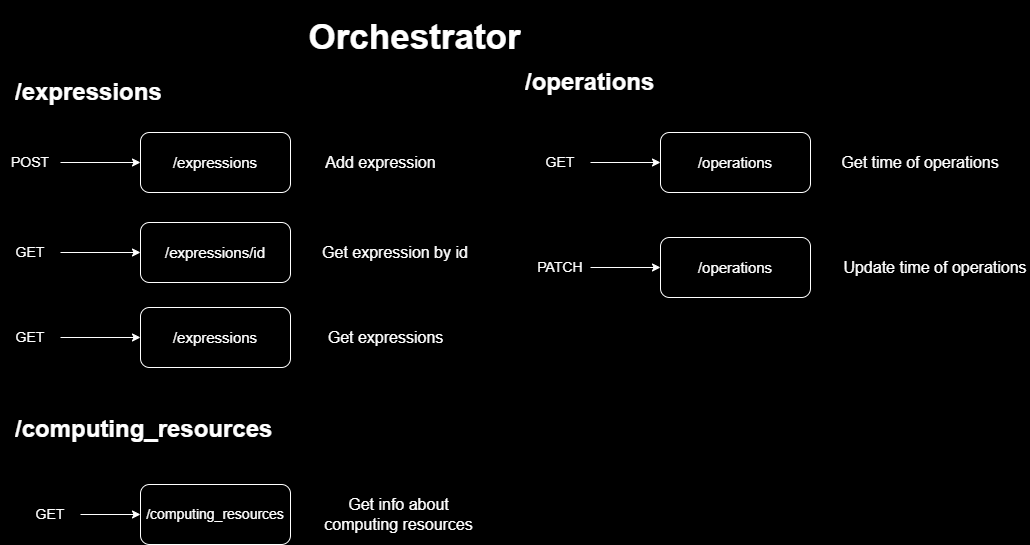 Orchestrator
/expressions
POST
/expressions
Add expression
GET
/expressions/id
Get expression by id
GET
/expressions
Get expressions
/operations
GET
/operations
Get time of operations
PATCH
/operations
Update time of operations
/computing_resources
GET
/computing_resources
Get info about
computing resources